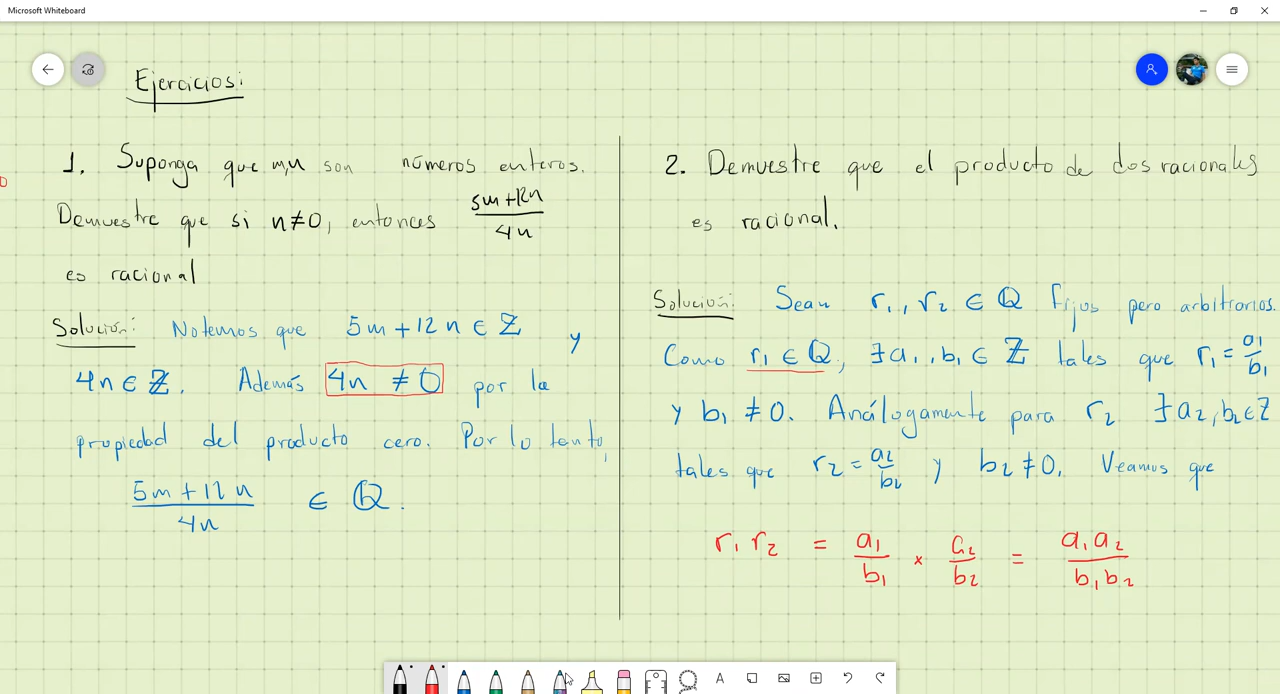 Microsoft Whiteboard
Ejercicios:
1. Suponga que m,n son números enteros.
Demuestre que si n≠0, entonces (5m+12n)/(4n)
es racional
Solución: Notemos que 5m+12n ∈ ℤ y
4n ∈ ℤ. Además 4n ≠ 0 por la
propiedad del producto cero. Por lo tanto,
(5m+12n)/(4n) ∈ ℚ.
2. Demuestre que el producto de dos racionales
es racional.
Solución: Sean r₁, r₂ ∈ ℚ fijos pero arbitrarios.
Como r₁ ∈ ℚ, ∃ a₁, b₁ ∈ ℤ tales que r₁ = a₁/b₁
y b₁ ≠ 0. Análogamente para r₂ ∃ a₂, b₂ ∈ ℤ
tales que r₂ = a₂/b₂ y b₂ ≠ 0. Veamos que
r₁ r₂ = a₁/b₁ × a₂/b₂ = a₁a₂/b₁b₂